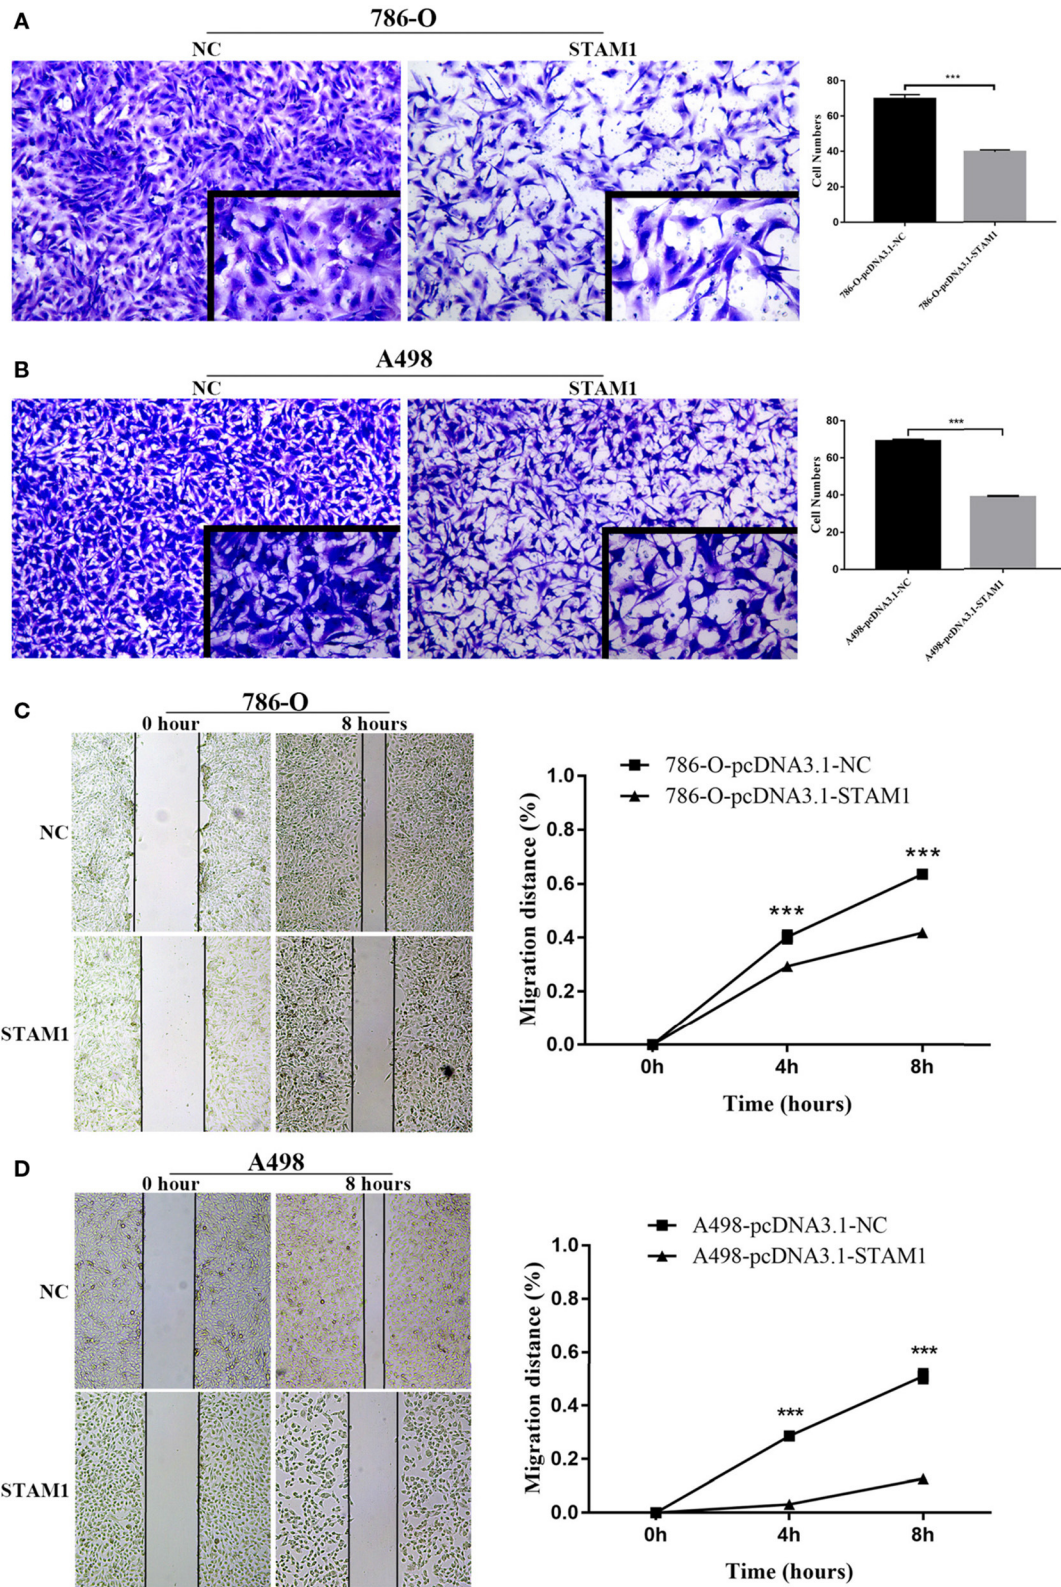 A
786-O
NC
STAM1
80
60
40
20
0
Cell Numbers
***
786-O-pcDNA3.1-NC
786-O-pcDNA3.1-STAM1
B
A498
NC
STAM1
80
60
40
20
0
Cell Numbers
***
A498-pcDNA3.1-NC
A498-pcDNA3.1-STAM1
C
786-O
0 hour
8 hours
NC
STAM1
786-O-pcDNA3.1-NC
786-O-pcDNA3.1-STAM1
Migration distance (%)
1.0
0.8
0.6
0.4
0.2
0.0
***
***
0h
4h
8h
Time (hours)
D
A498
0 hour
8 hours
NC
STAM1
A498-pcDNA3.1-NC
A498-pcDNA3.1-STAM1
Migration distance (%)
1.0
0.8
0.6
0.4
0.2
0.0
***
***
0h
4h
8h
Time (hours)